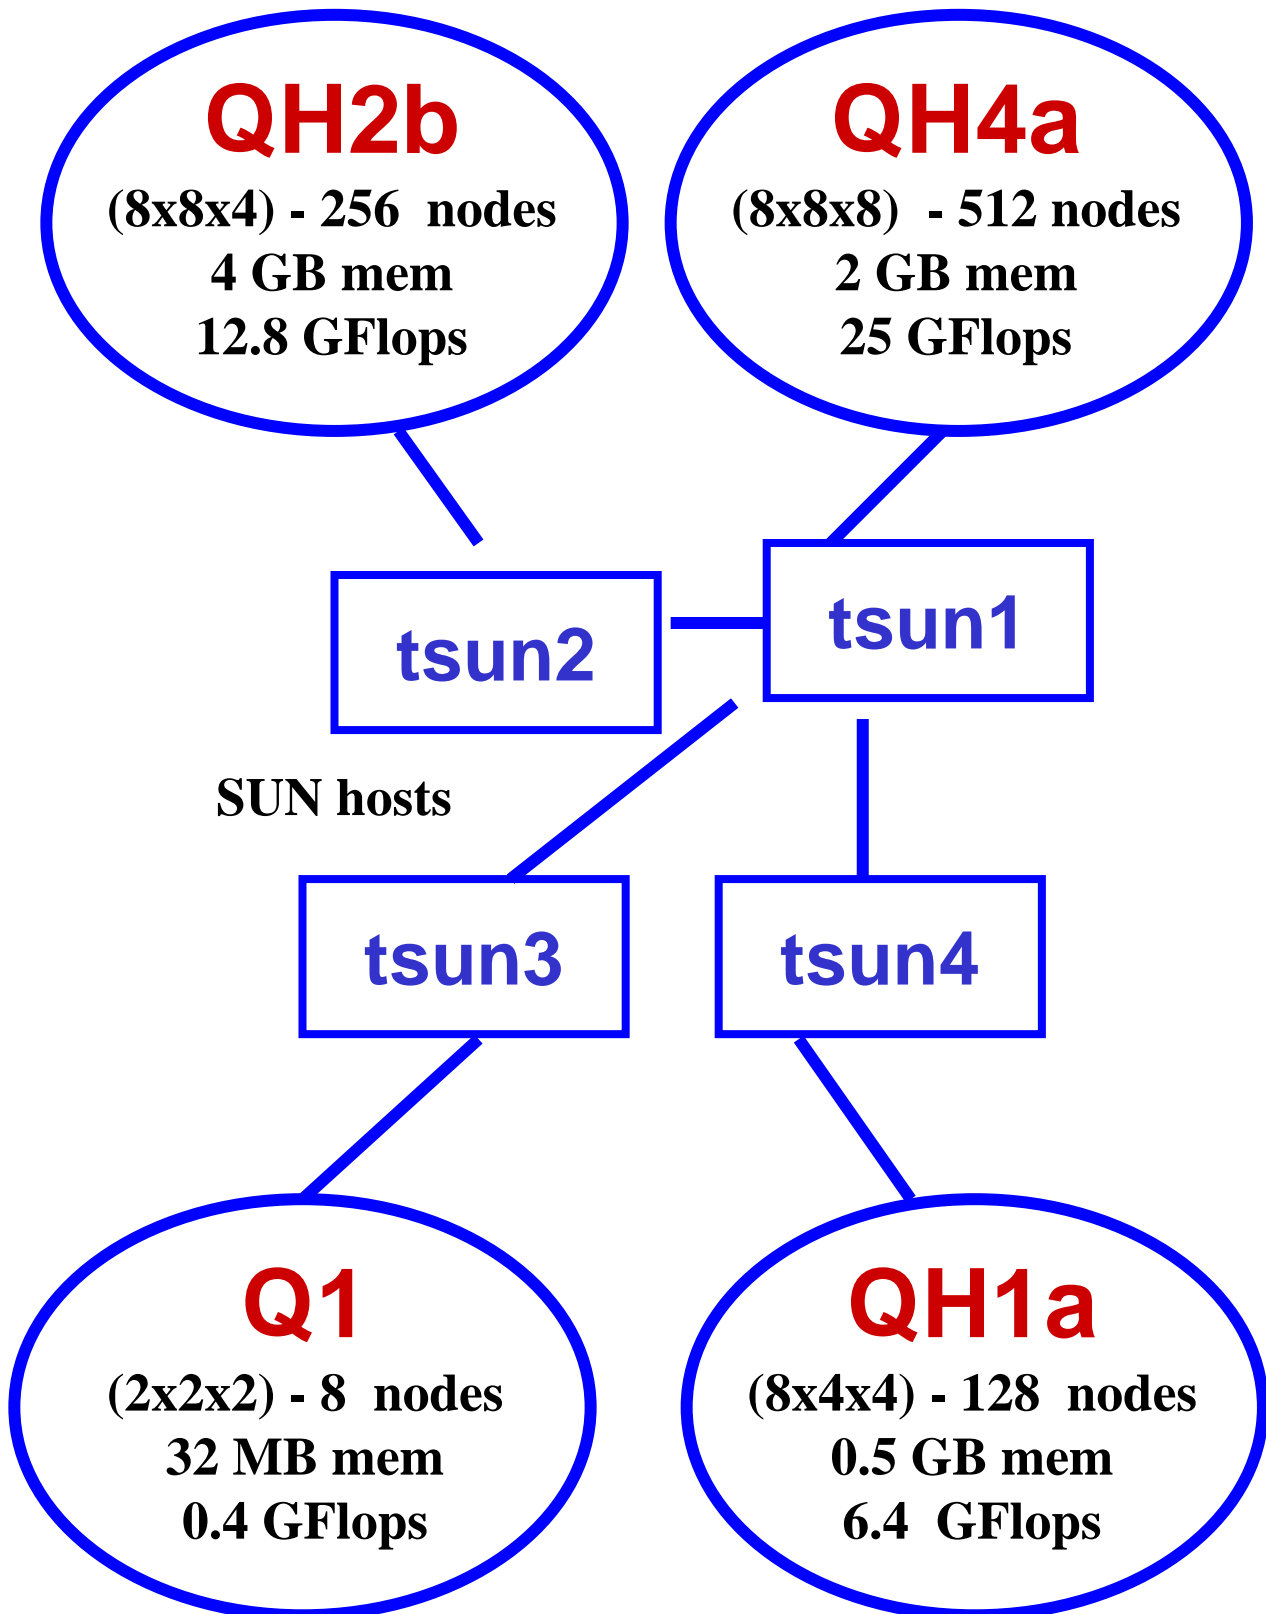 QH2b
(8x8x4) - 256 nodes
4 GB mem
12.8 GFlops
QH4a
(8x8x8) - 512 nodes
2 GB mem
25 GFlops
tsun2
tsun1
SUN hosts
tsun3
tsun4
Q1
(2x2x2) - 8 nodes
32 MB mem
0.4 GFlops
QH1a
(8x4x4) - 128 nodes
0.5 GB mem
6.4 GFlops